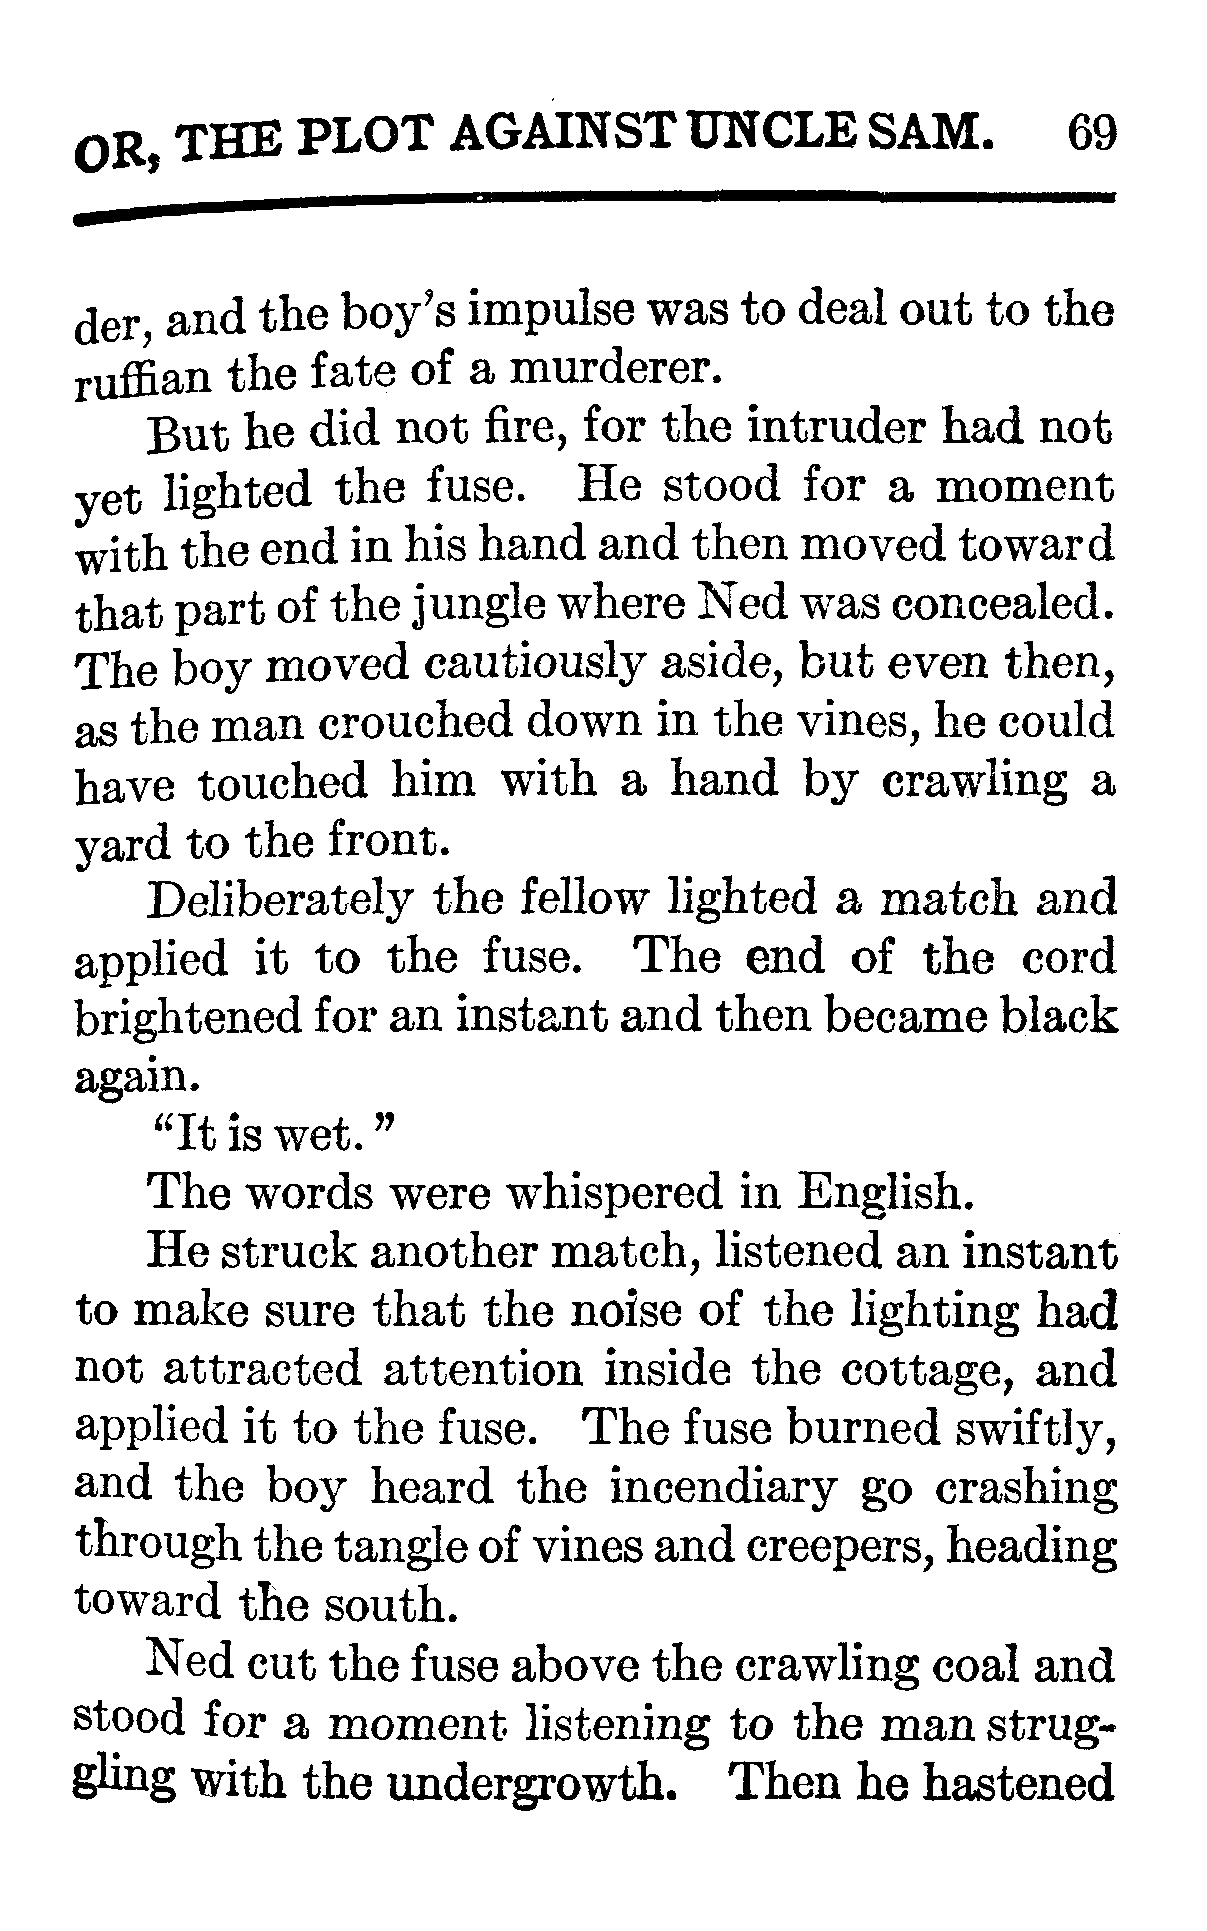 OR, THE PLOT AGAINST UNCLE SAM. 69
der, and the boy's impulse was to deal out to the
ruffian the fate of a murderer.
But he did not fire, for the intruder had not
yet lighted the fuse. He stood for a moment
with the end in his hand and then moved toward
that part of the jungle where Ned was concealed.
The boy moved cautiously aside, but even then,
as the man crouched down in the vines, he could
have touched him with a hand by crawling a
yard to the front.
Deliberately the fellow lighted a match and
applied it to the fuse. The end of the cord
brightened for an instant and then became black
again.
“It is wet.”
The words were whispered in English.
He struck another match, listened an instant
to make sure that the noise of the lighting had
not attracted attention inside the cottage, and
applied it to the fuse. The fuse burned swiftly,
and the boy heard the incendiary go crashing
through the tangle of vines and creepers, heading
toward the south.
Ned cut the fuse above the crawling coal and
stood for a moment listening to the man strug-
gling with the undergrowth. Then he hastened